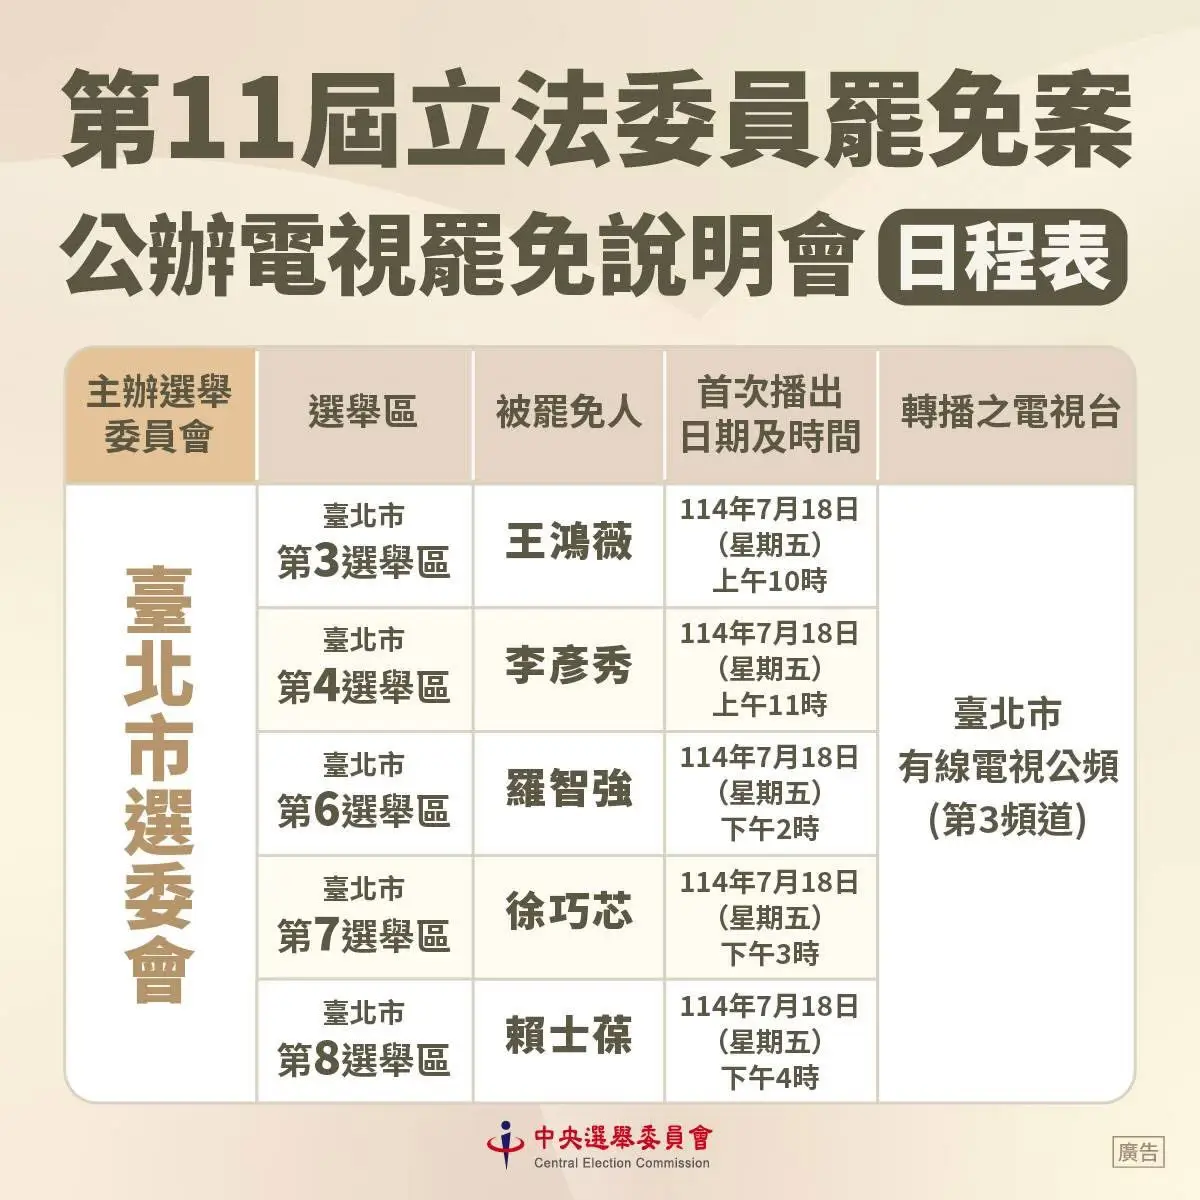 第11屆立法委員罷免案
公辦電視罷免說明會 日程表
主辦選舉
委員會
選舉區
被罷免人
首次播出
日期及時間
轉播之電視台
臺北市選委會
臺北市
第3選舉區
王鴻薇
114年7月18日
（星期五）
上午10時
臺北市
第4選舉區
李彥秀
114年7月18日
（星期五）
上午11時
臺北市
第6選舉區
羅智強
114年7月18日
（星期五）
下午2時
臺北市
第7選舉區
徐巧芯
114年7月18日
（星期五）
下午3時
臺北市
第8選舉區
賴士葆
114年7月18日
（星期五）
下午4時
臺北市
有線電視公頻
(第3頻道)
中央選舉委員會
Central Election Commission
廣告